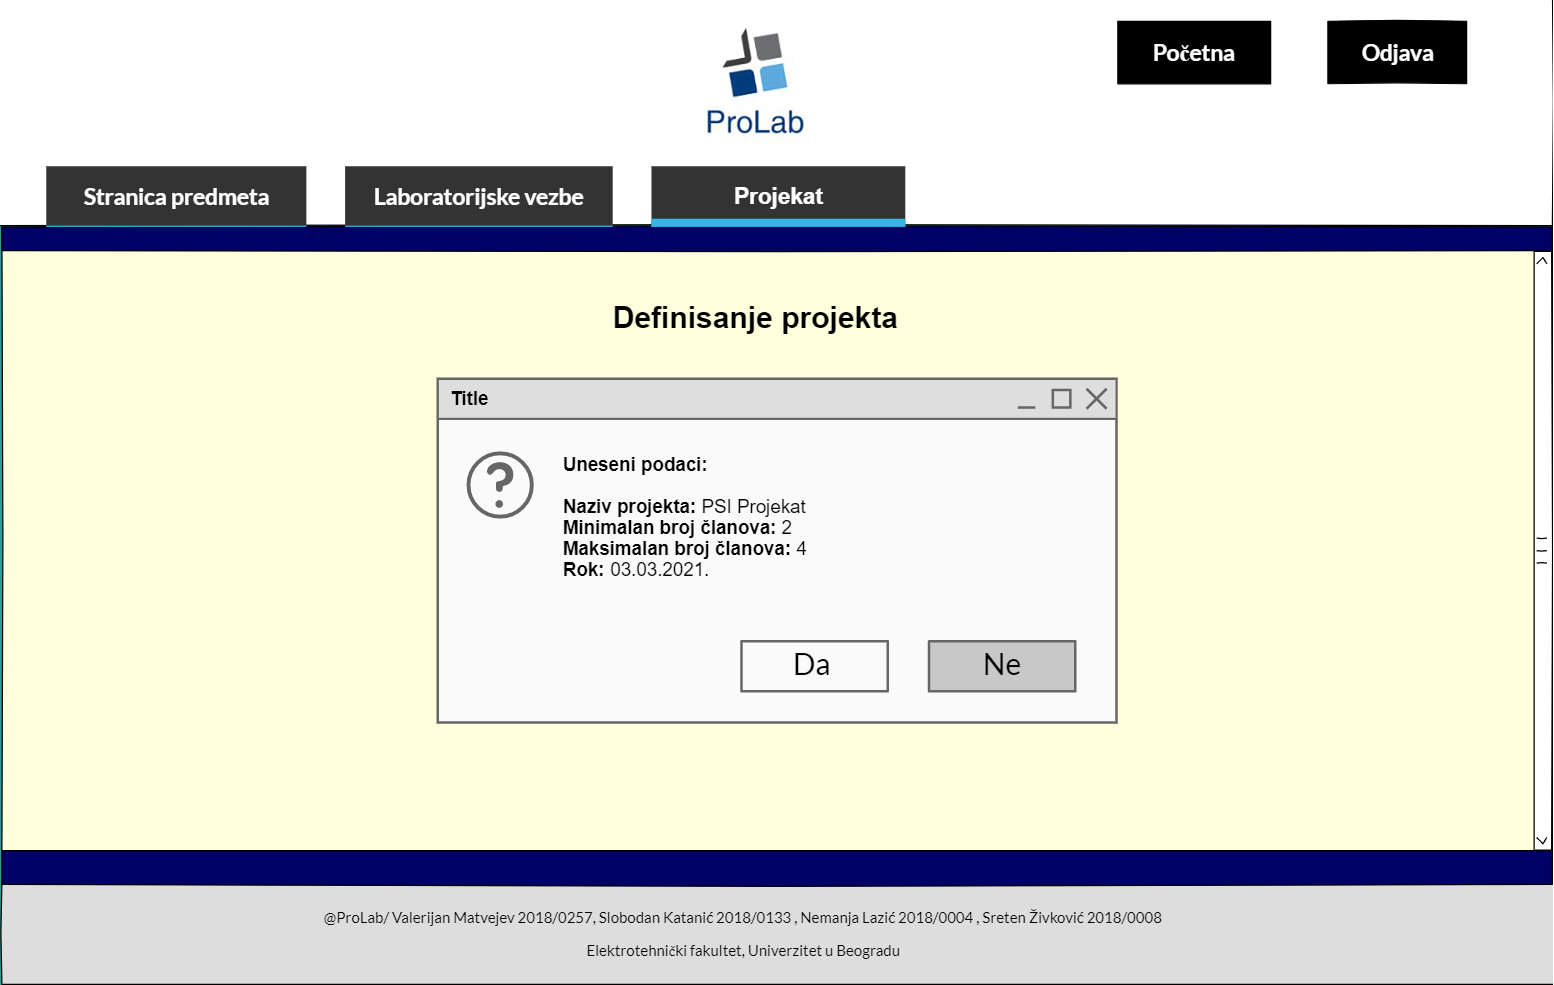 Početna
Odjava
ProLab
Stranica predmeta
Laboratorijske vezbe
Projekat
Definisanje projekta
Title
Uneseni podaci:
Naziv projekta: PSI Projekat
Minimalan broj članova: 2
Maksimalan broj članova: 4
Rok: 03.03.2021.
Da
Ne
@ProLab/ Valerijan Matvejev 2018/0257, Slobodan Katanić 2018/0133 , Nemanja Lazić 2018/0004 , Sreten Živković 2018/0008
Elektrotehnički fakultet, Univerzitet u Beogradu